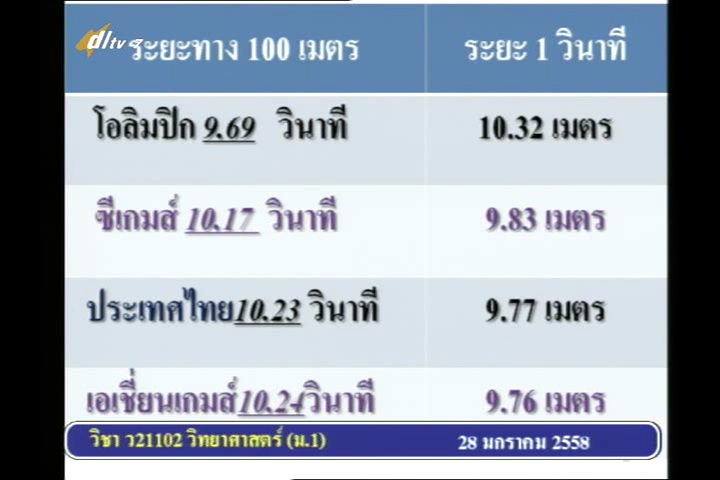 dltv 7
ระยะทาง 100 เมตร ระยะ 1 วินาที
โอลิมปิก 9.69 วินาที 10.32 เมตร
ซีเกมส์ 10.17 วินาที 9.83 เมตร
ประเทศไทย10.23 วินาที 9.77 เมตร
เอเชี่ยนเกมส์10.24วินาที 9.76 เมตร
วิชา ว21102 วิทยาศาสตร์ (ม.1) 28 มกราคม 2558